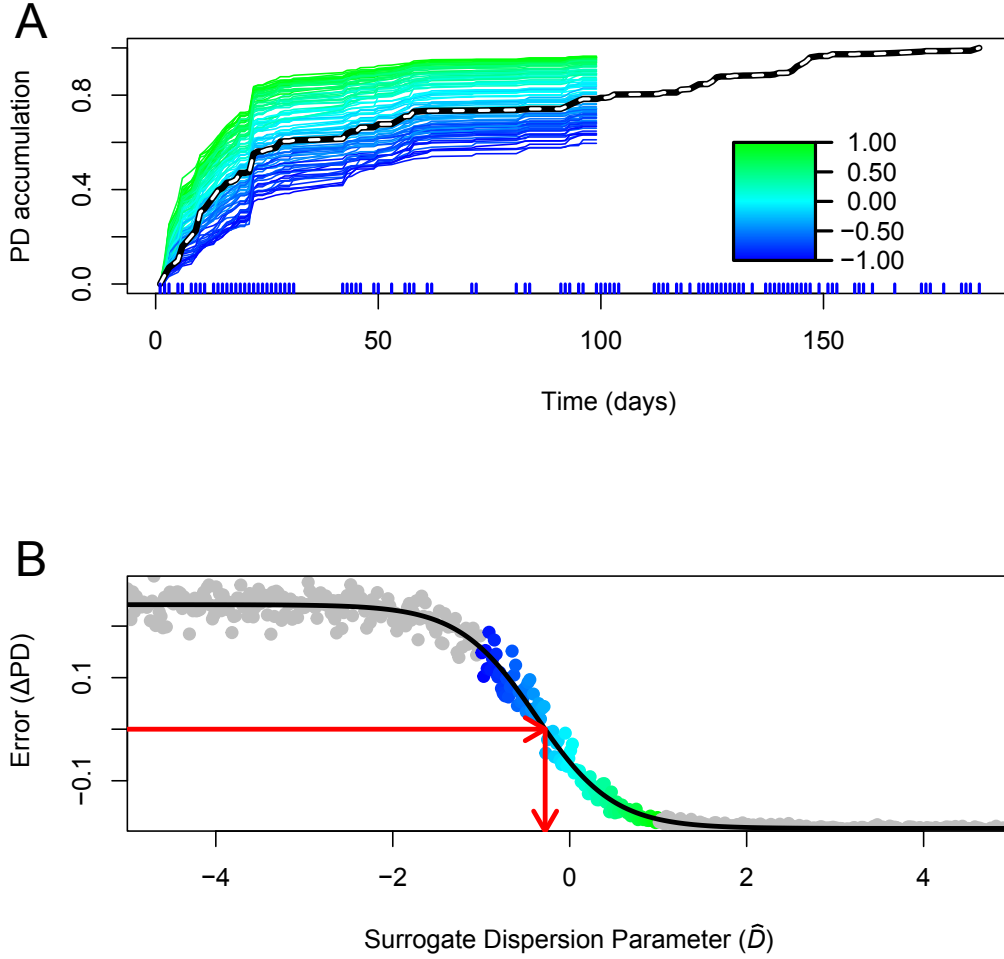 A
PD accumulation
0.0 0.4 0.8
1.00
0.50
0.00
−0.50
−1.00
0 50 100 150
Time (days)
B
Error (ΔPD)
−0.1 0.1
−4 −2 0 2 4
Surrogate Dispersion Parameter (D̂)